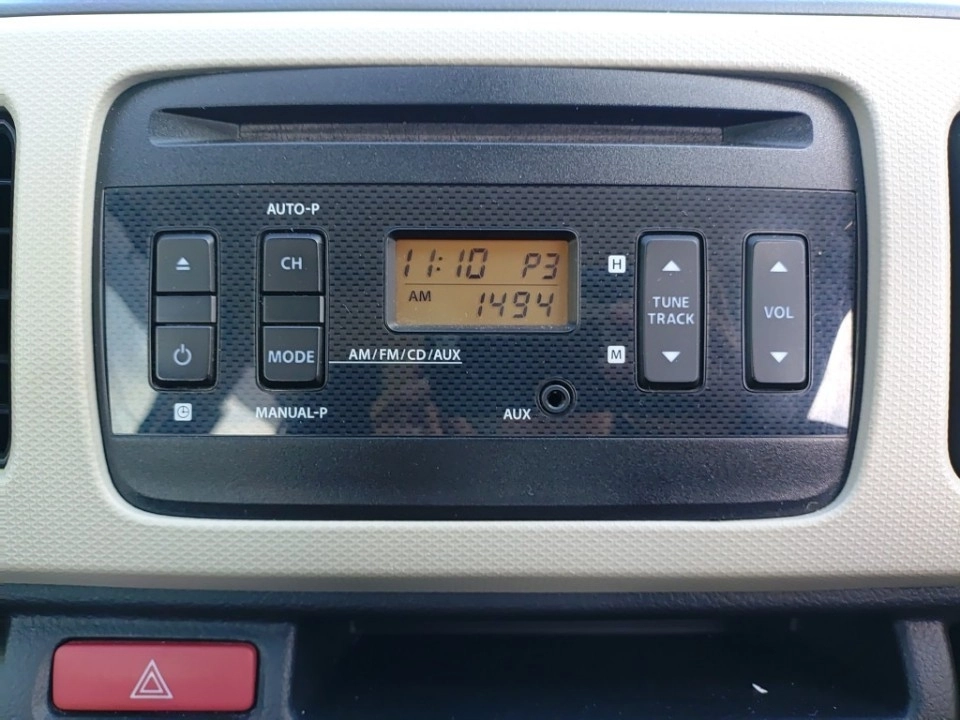 AUTO-P
CH
MODE
MANUAL-P
11:10 P3
AM 1494
AM/FM/CD/AUX
AUX
H
M
TUNE
TRACK
VOL